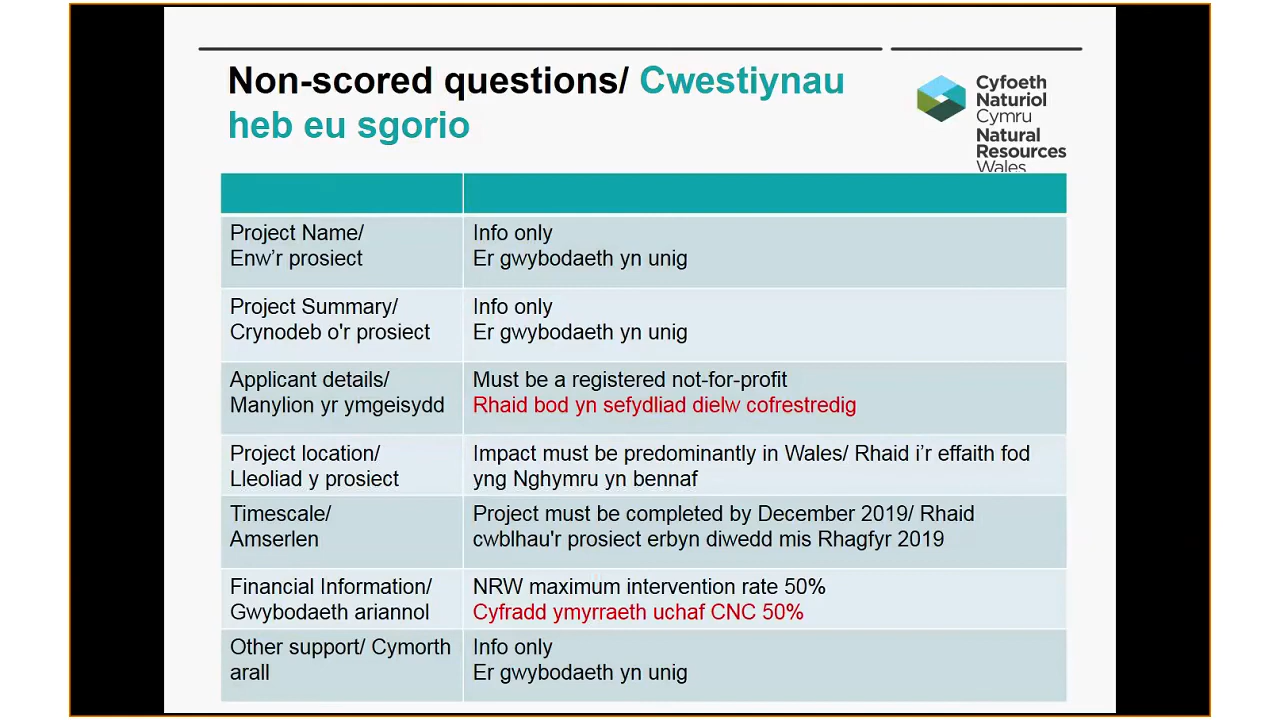 Non-scored questions/ Cwestiynau
heb eu sgorio
Cyfoeth
Naturiol
Cymru
Natural
Resources
Wales
Project Name/
Enw’r prosiect
Info only
Er gwybodaeth yn unig
Project Summary/
Crynodeb o'r prosiect
Info only
Er gwybodaeth yn unig
Applicant details/
Manylion yr ymgeisydd
Must be a registered not-for-profit
Rhaid bod yn sefydliad dielw cofrestredig
Project location/
Lleoliad y prosiect
Impact must be predominantly in Wales/ Rhaid i’r effaith fod
yng Nghymru yn bennaf
Timescale/
Amserlen
Project must be completed by December 2019/ Rhaid
cwblhau'r prosiect erbyn diwedd mis Rhagfyr 2019
Financial Information/
Gwybodaeth ariannol
NRW maximum intervention rate 50%
Cyfradd ymyrraeth uchaf CNC 50%
Other support/ Cymorth
arall
Info only
Er gwybodaeth yn unig